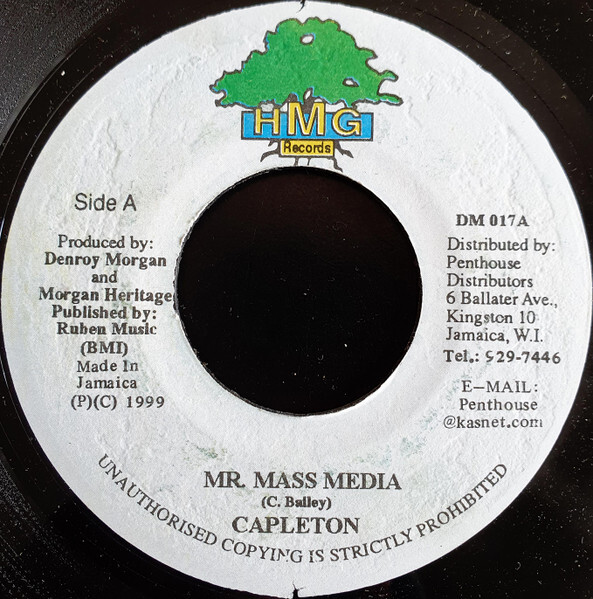 HMG
Records
Side A
Produced by:
Denroy Morgan
and
Morgan Heritage
Published by:
Ruben Music
(BMI)
Made In
Jamaica
(P)(C) 1999
DM 017A
Distributed by:
Penthouse
Distributors
6 Ballater Ave.,
Kingston 10
Jamaica, W.I.
Tel.: 929-7446
E-MAIL:
Penthouse
@kasnet.com
MR. MASS MEDIA
(C. Bailey)
CAPLETON
UNAUTHORISED COPYING IS STRICTLY PROHIBITED